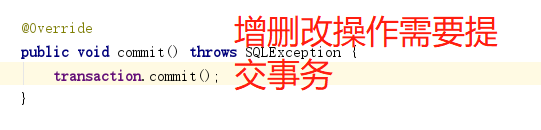 @Override
public void commit() throws SQLException {
transaction.commit();
}
增删改操作需要提
交事务